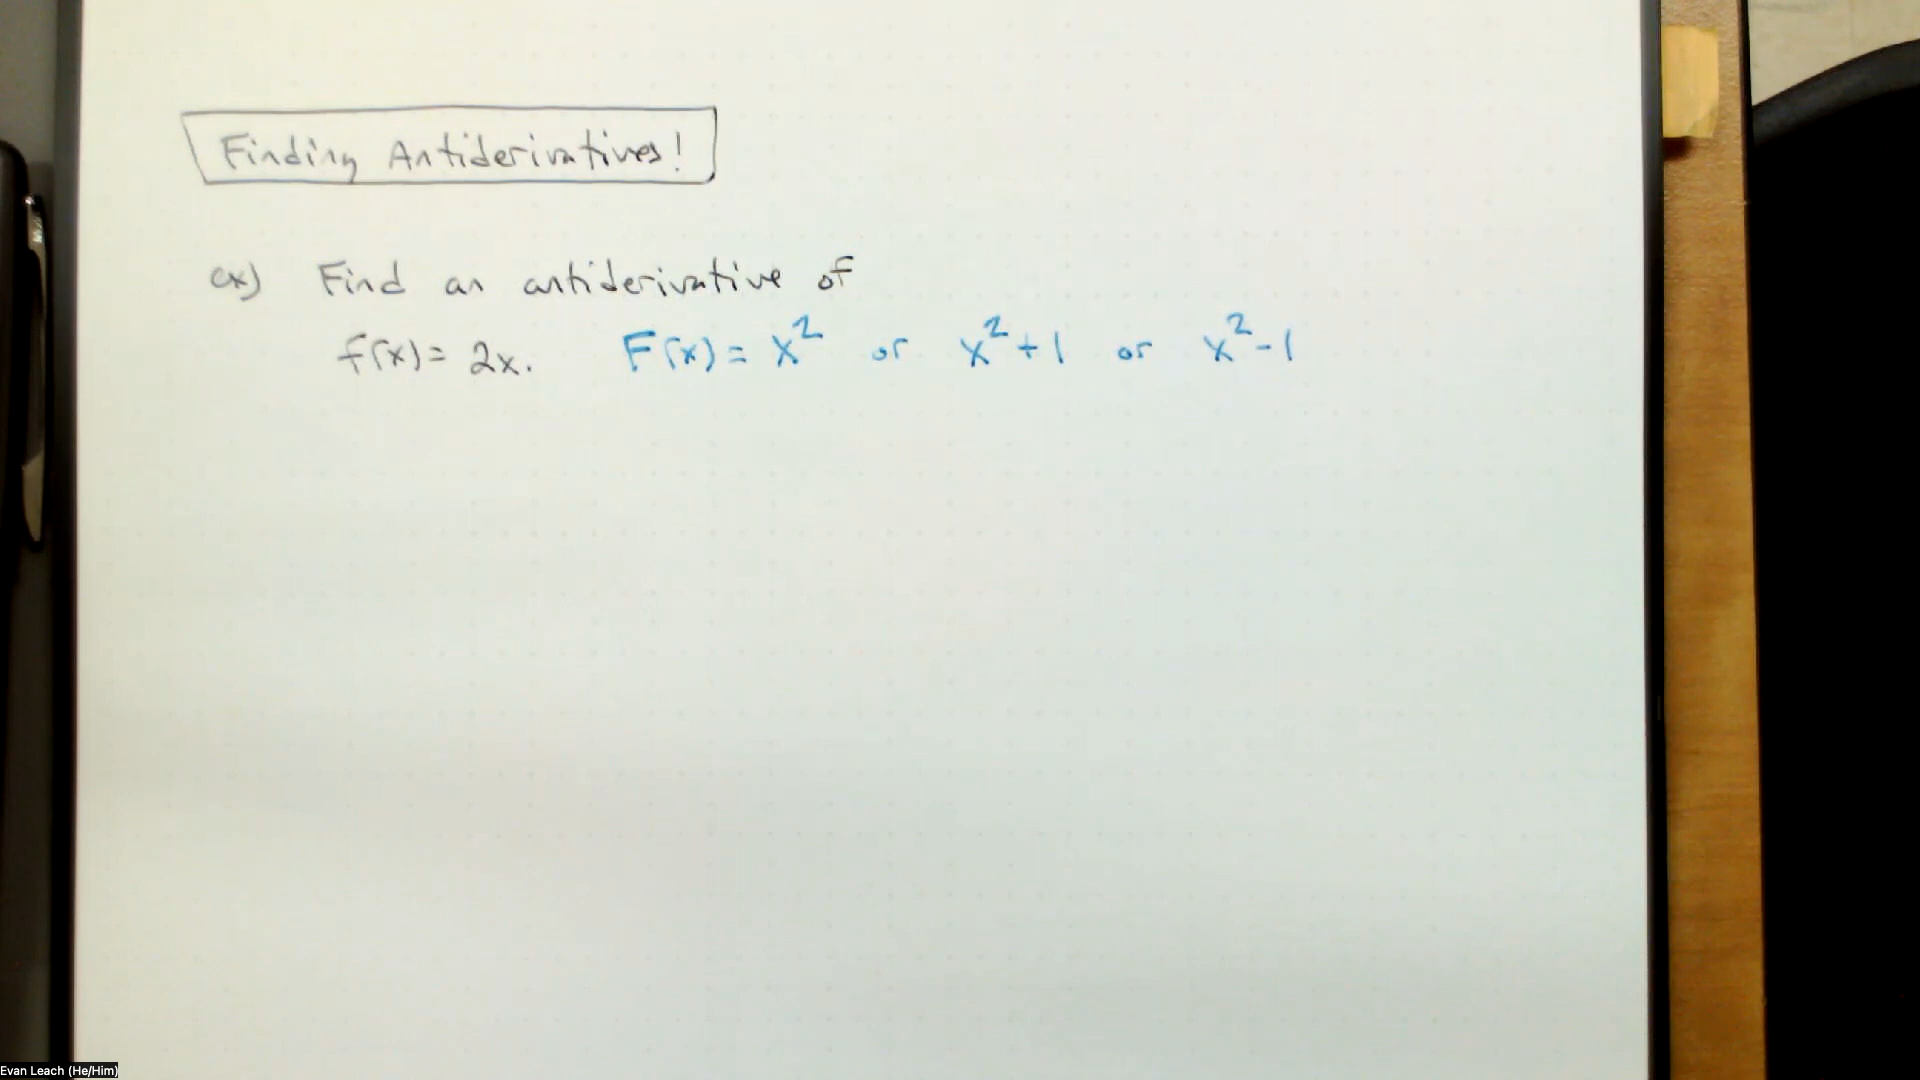 Finding Antiderivatives!
ex) Find an antiderivative of
f(x) = 2x. F(x) = x² or x² + 1 or x² - 1
Evan Leach (He/Him)